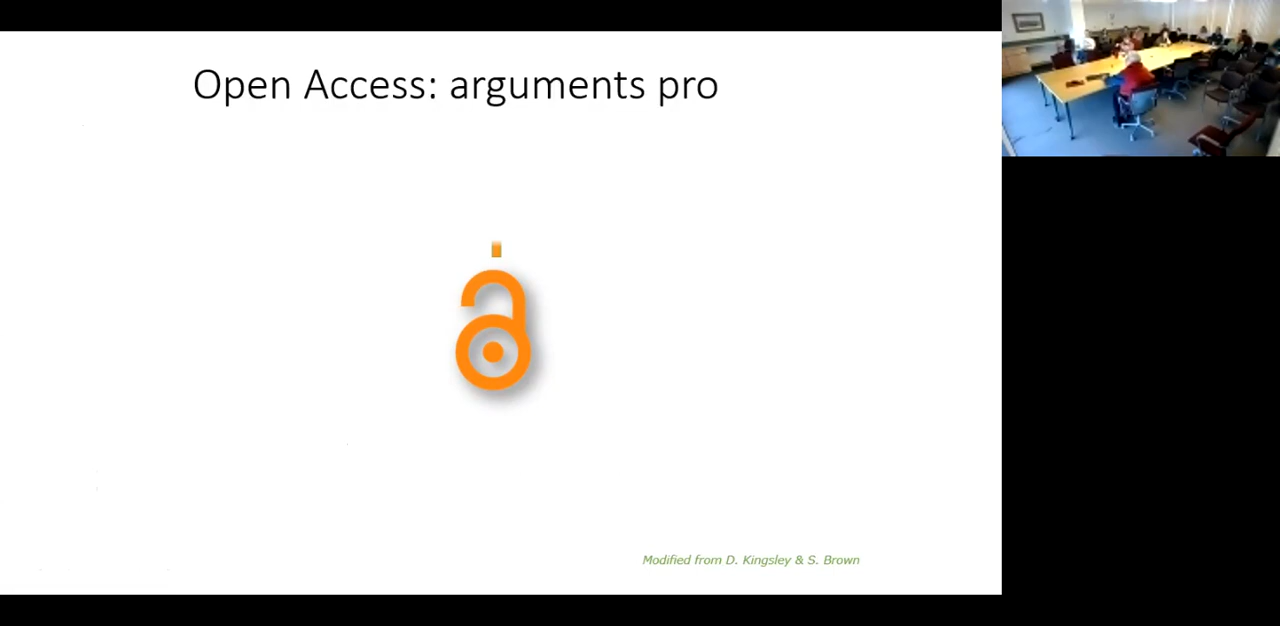 Open Access: arguments pro
Modified from D. Kingsley & S. Brown